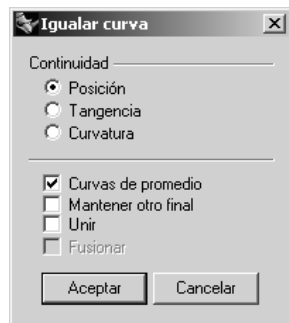 Igualar curva
Continuidad
Posición
Tangencia
Curvatura
Curvas de promedio
Mantener otro final
Unir
Fusionar
Aceptar Cancelar